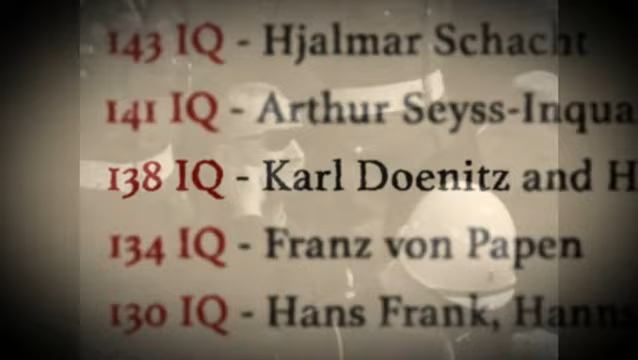 143 IQ - Hjalmar Schacht
141 IQ - Arthur Seyss-Inqua
138 IQ - Karl Doenitz and H
134 IQ - Franz von Papen
130 IQ - Hans Frank, Hanns